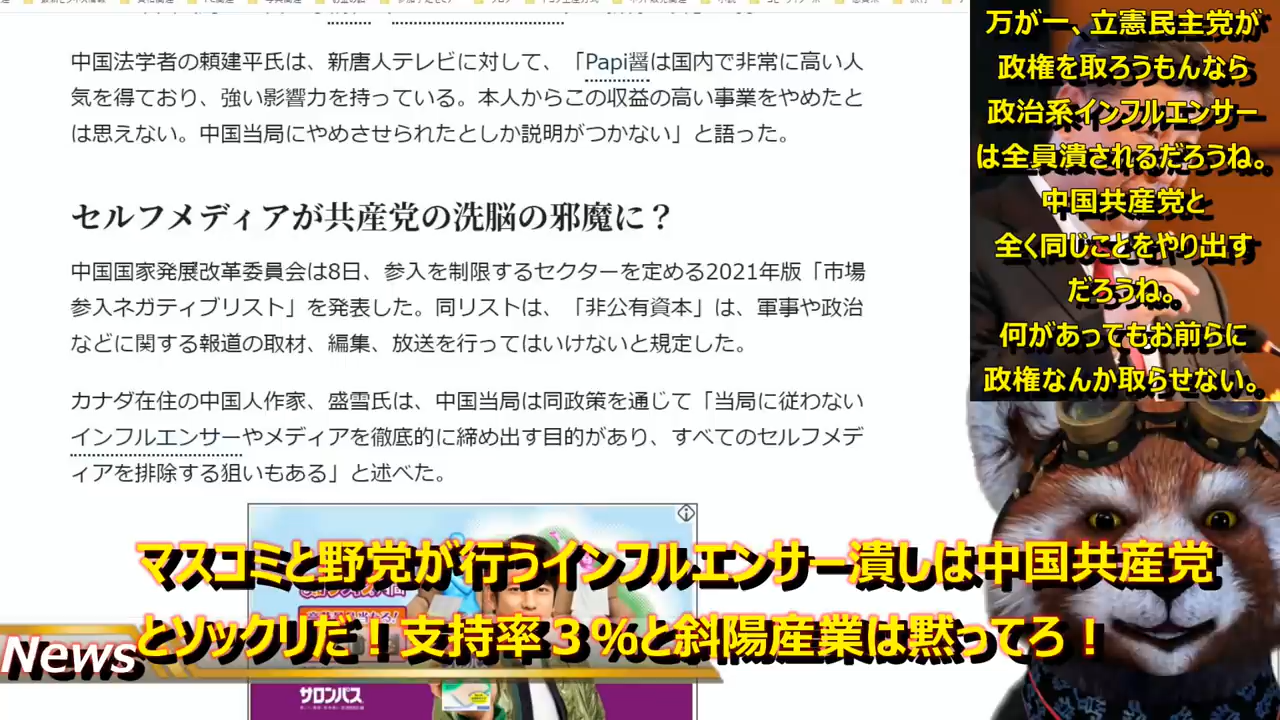 中国法学者の頼建平氏は、新唐人テレビに対して、「Papi醤は国内で非常に高い人
気を得ており、強い影響力を持っている。本人からこの収益の高い事業をやめたと
は思えない。中国当局にやめさせられたとしか説明がつかない」と語った。
セルフメディアが共産党の洗脳の邪魔に？
中国国家発展改革委員会は8日、参入を制限するセクターを定める2021年版「市場
参入ネガティブリスト」を発表した。同リストは、「非公有資本」は、軍事や政治
などに関する報道の取材、編集、放送を行ってはいけないと規定した。
カナダ在住の中国人作家、盛雪氏は、中国当局は同政策を通じて「当局に従わない
インフルエンサーやメディアを徹底的に締め出す目的があり、すべてのセルフメデ
ィアを排除する狙いもある」と述べた。
万が一、立憲民主党が
政権を取ろうもんなら
政治系インフルエンサー
は全員潰されるだろうね。
中国共産党と
全く同じことをやり出す
だろうね。
何があってもお前らに
政権なんか取らせない。
マスコミと野党が行うインフルエンサー潰しは中国共産党
とソックリだ！支持率３％と斜陽産業は黙ってろ！
News
サロンパス